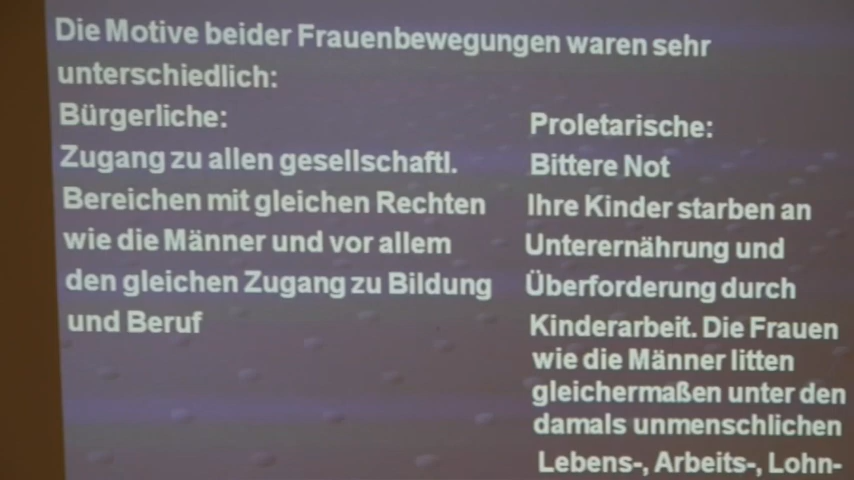 Die Motive beider Frauenbewegungen waren sehr
unterschiedlich:
Bürgerliche:
Zugang zu allen gesellschaftl.
Bereichen mit gleichen Rechten
wie die Männer und vor allem
den gleichen Zugang zu Bildung
und Beruf
Proletarische:
Bittere Not
Ihre Kinder starben an
Unterernährung und
Überforderung durch
Kinderarbeit. Die Frauen
wie die Männer litten
gleichermaßen unter den
damals unmenschlichen
Lebens-, Arbeits-, Lohn-